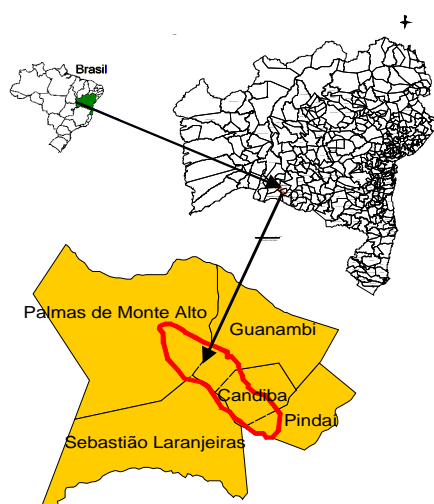 Brasil
Palmas de Monte Alto
Guanambi
Candiba
Pindaí
Sebastião Laranjeiras